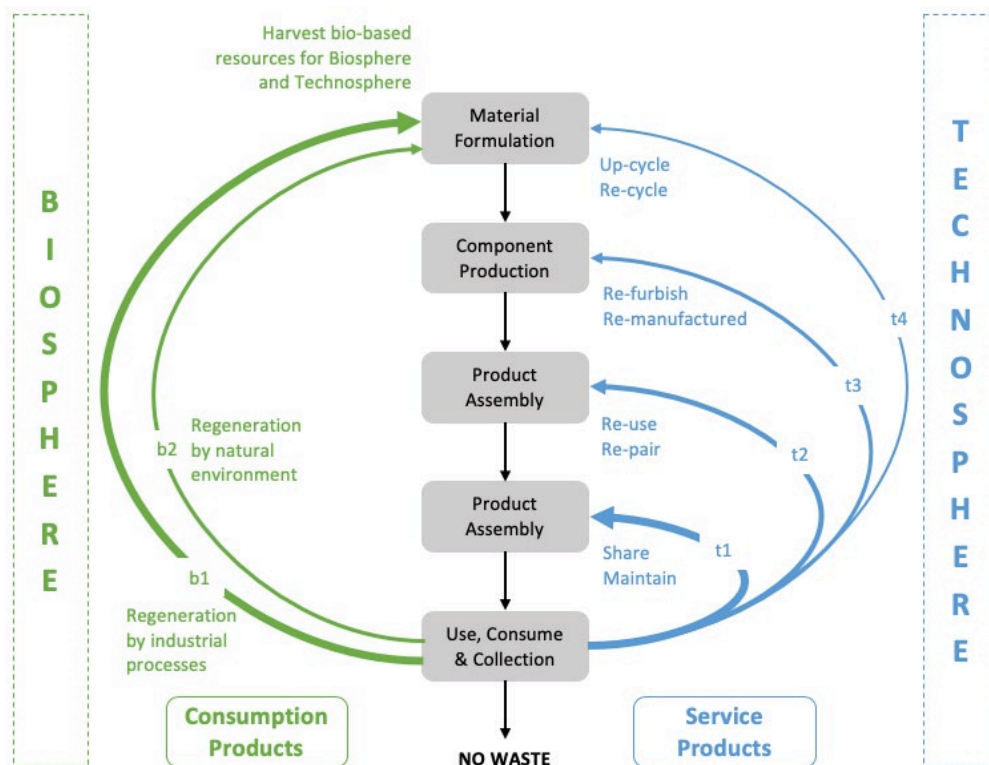 BIOSPHERE
Harvest bio-based
resources for Biosphere
and Technosphere
Material
Formulation
Up-cycle
Re-cycle
Component
Production
Re-furbish
Re-manufactured
t4
Product
Assembly
t3
Re-use
Re-pair
t2
b2
Regeneration
by natural
environment
Product
Assembly
Share
Maintain
t1
b1
Regeneration
by industrial
processes
Use, Consume
& Collection
Consumption
Products
Service
Products
NO WASTE
TECHNOSPHERE